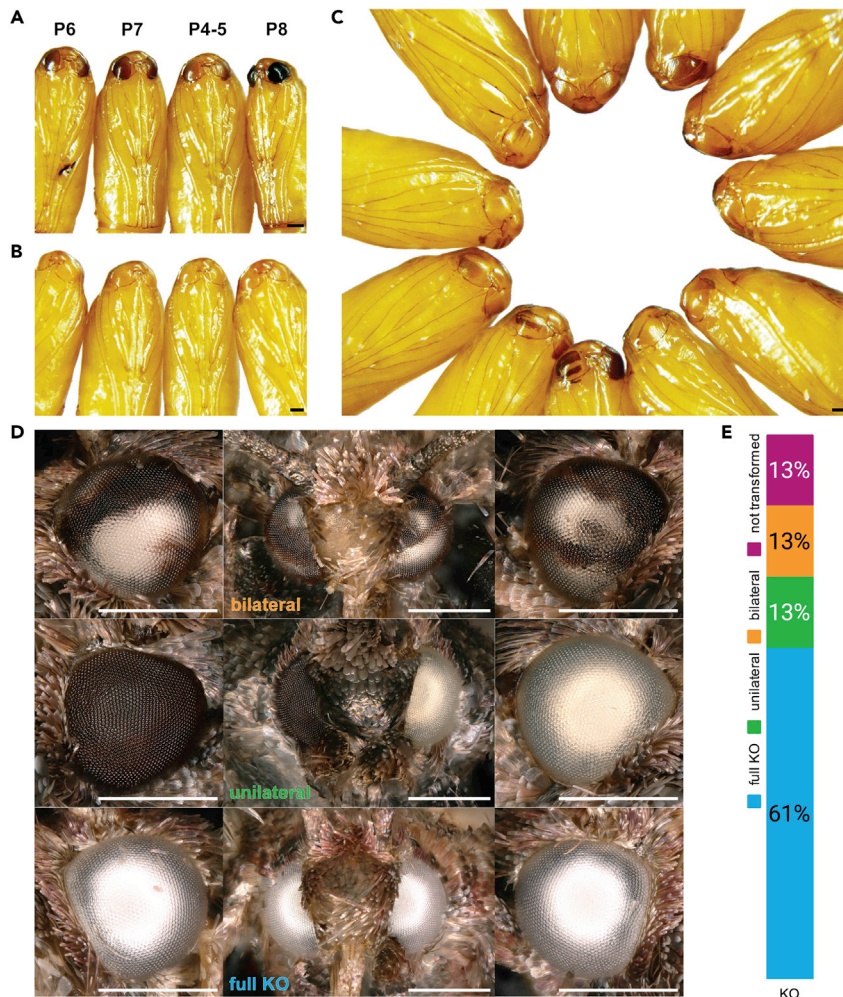 A
P6 P7 P4-5 P8
B
C
D
bilateral
unilateral
full KO
E
not transformed
bilateral
unilateral
full KO
13%
13%
13%
61%
KO